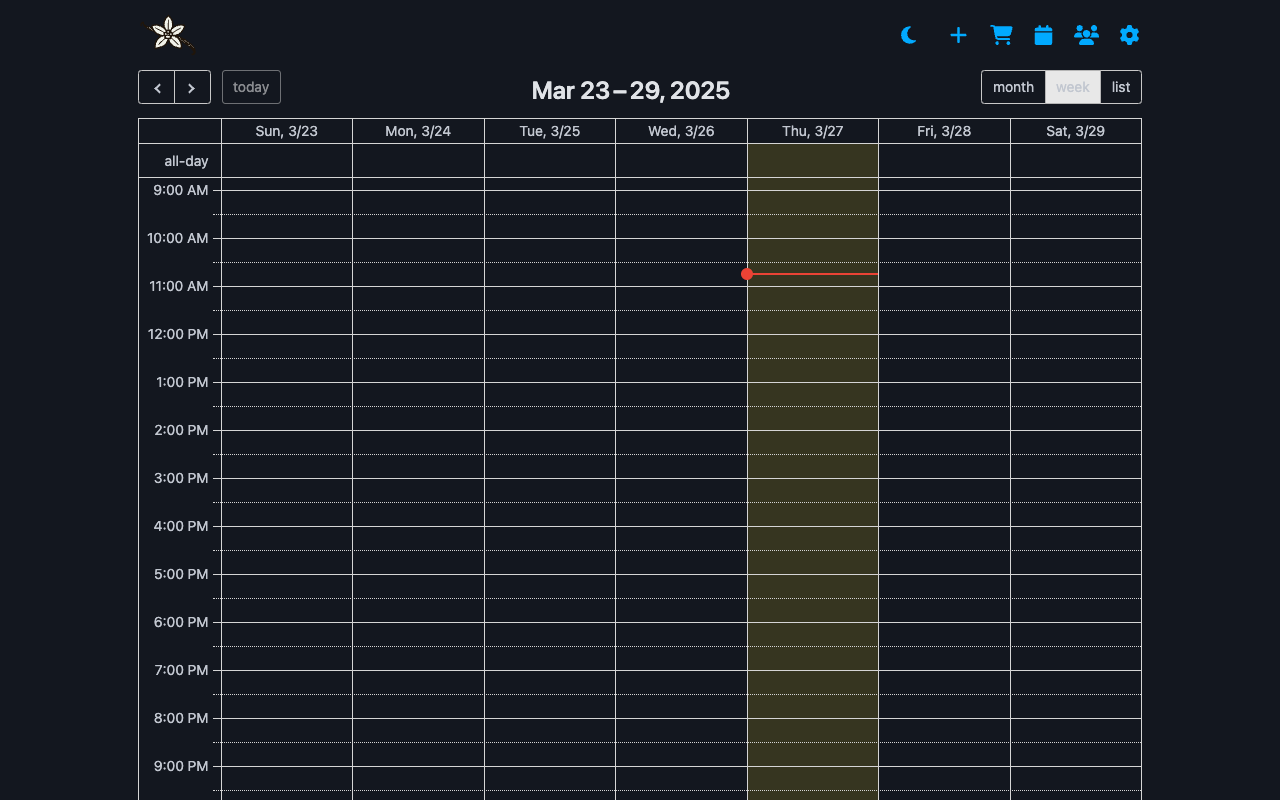 today
Mar 23 – 29, 2025
month week list
Sun, 3/23 Mon, 3/24 Tue, 3/25 Wed, 3/26 Thu, 3/27 Fri, 3/28 Sat, 3/29
all-day
9:00 AM
10:00 AM
11:00 AM
12:00 PM
1:00 PM
2:00 PM
3:00 PM
4:00 PM
5:00 PM
6:00 PM
7:00 PM
8:00 PM
9:00 PM